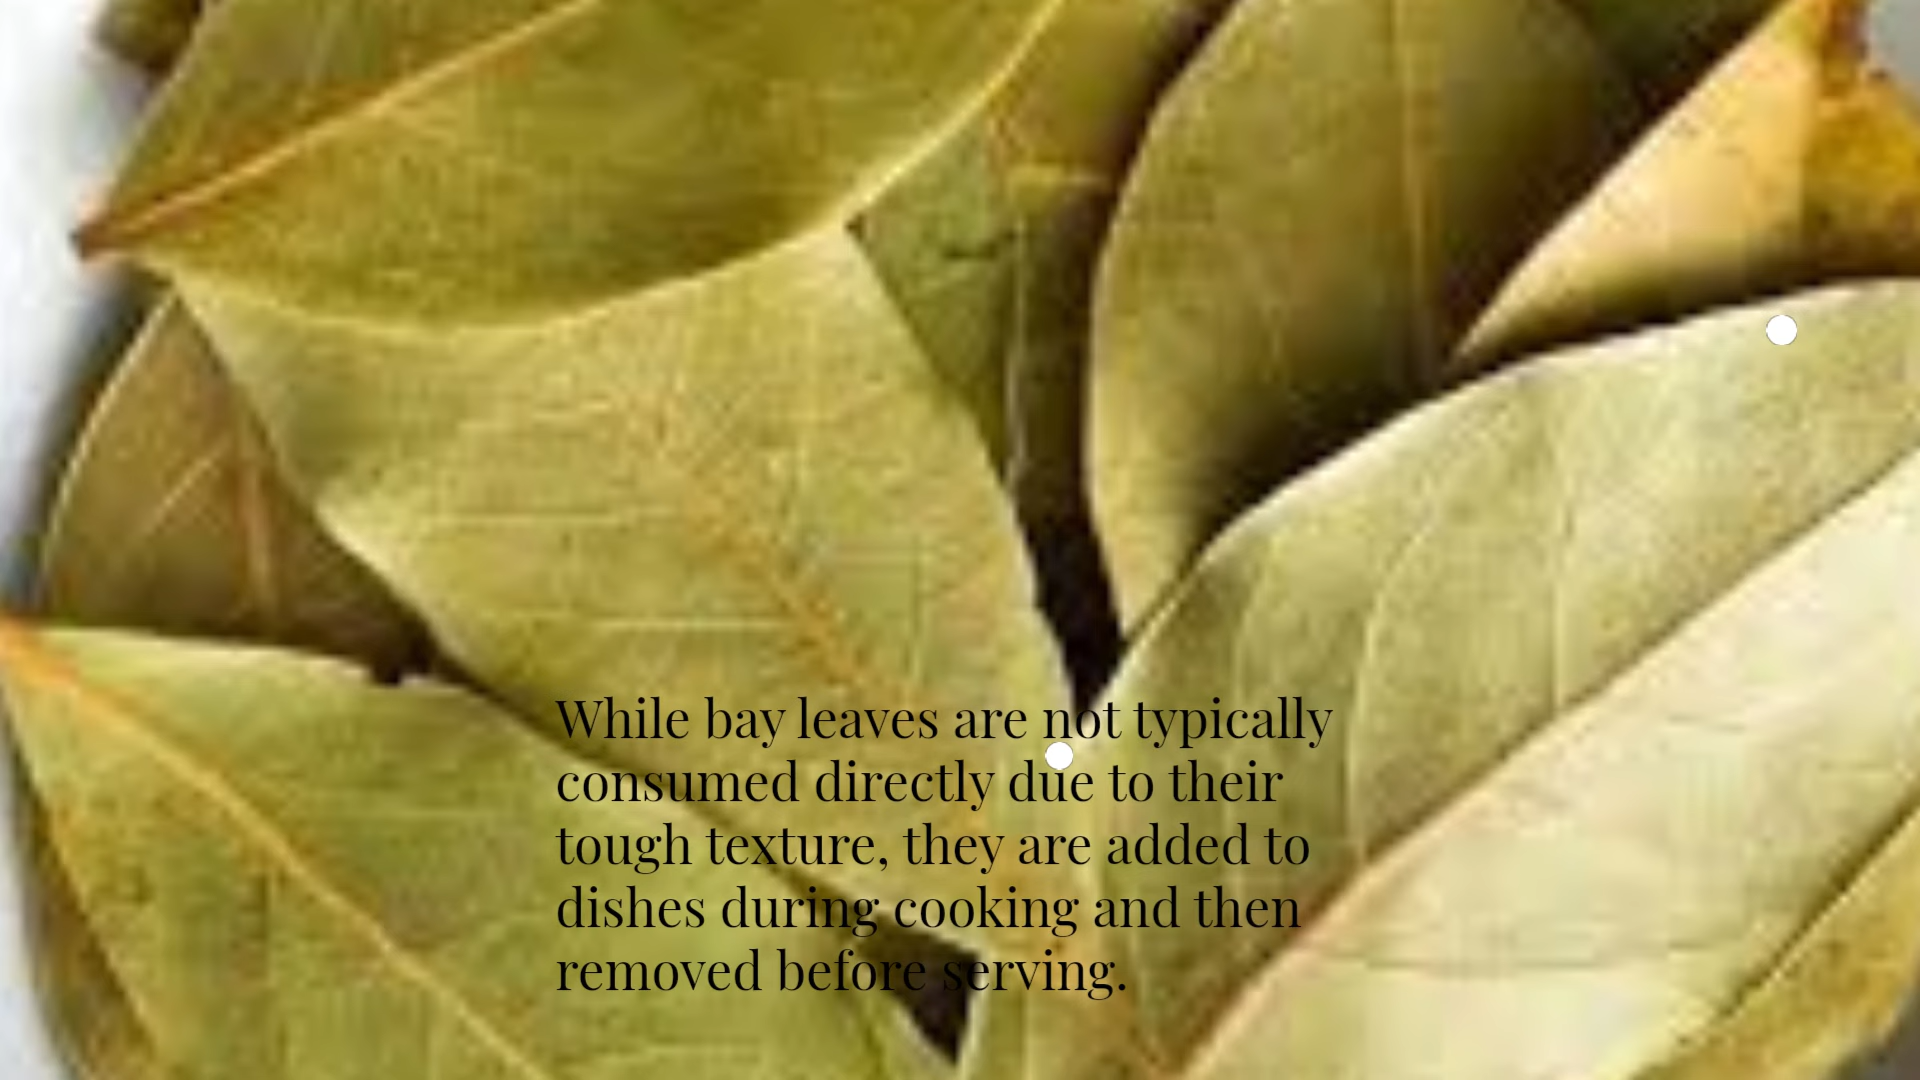 While bay leaves are not typically
consumed directly due to their
tough texture, they are added to
dishes during cooking and then
removed before serving.